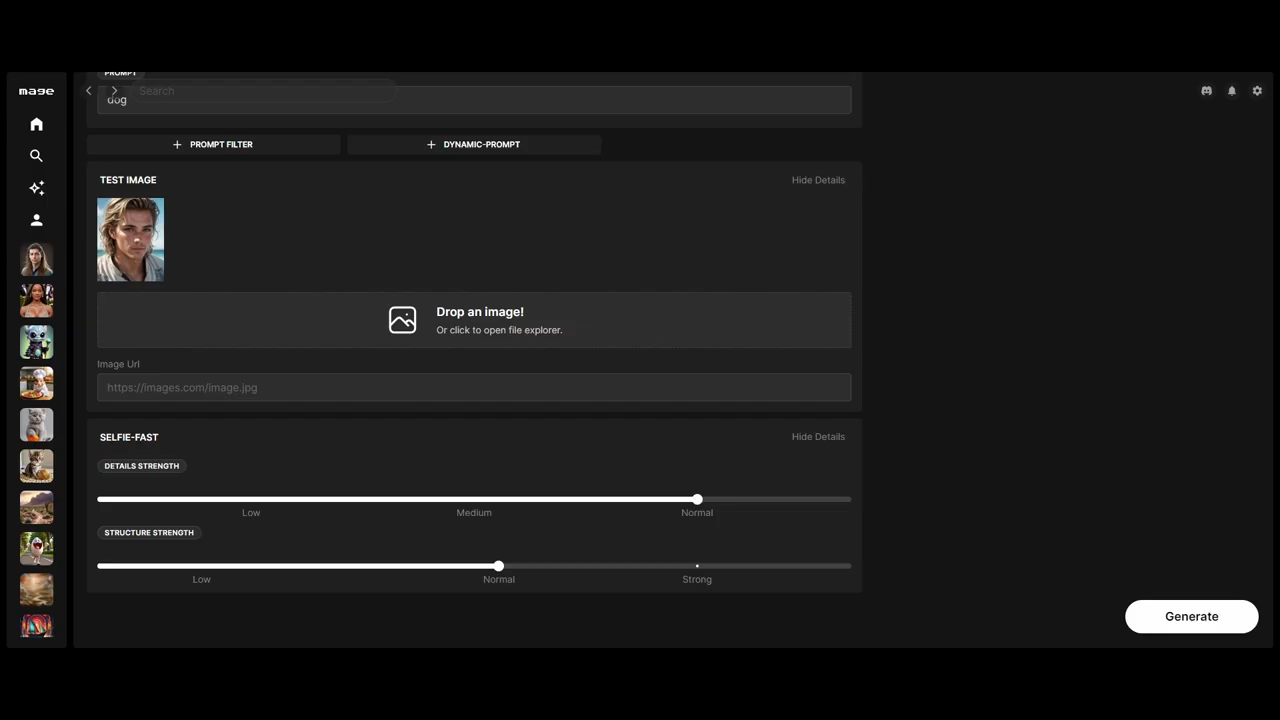 PROMPT
mage
Search
dog
PROMPT FILTER
DYNAMIC-PROMPT
TEST IMAGE
Hide Details
Drop an image!
Or click to open file explorer.
Image Url
https://images.com/image.jpg
SELFIE-FAST
Hide Details
DETAILS STRENGTH
Low
Medium
Normal
STRUCTURE STRENGTH
Low
Normal
Strong
Generate